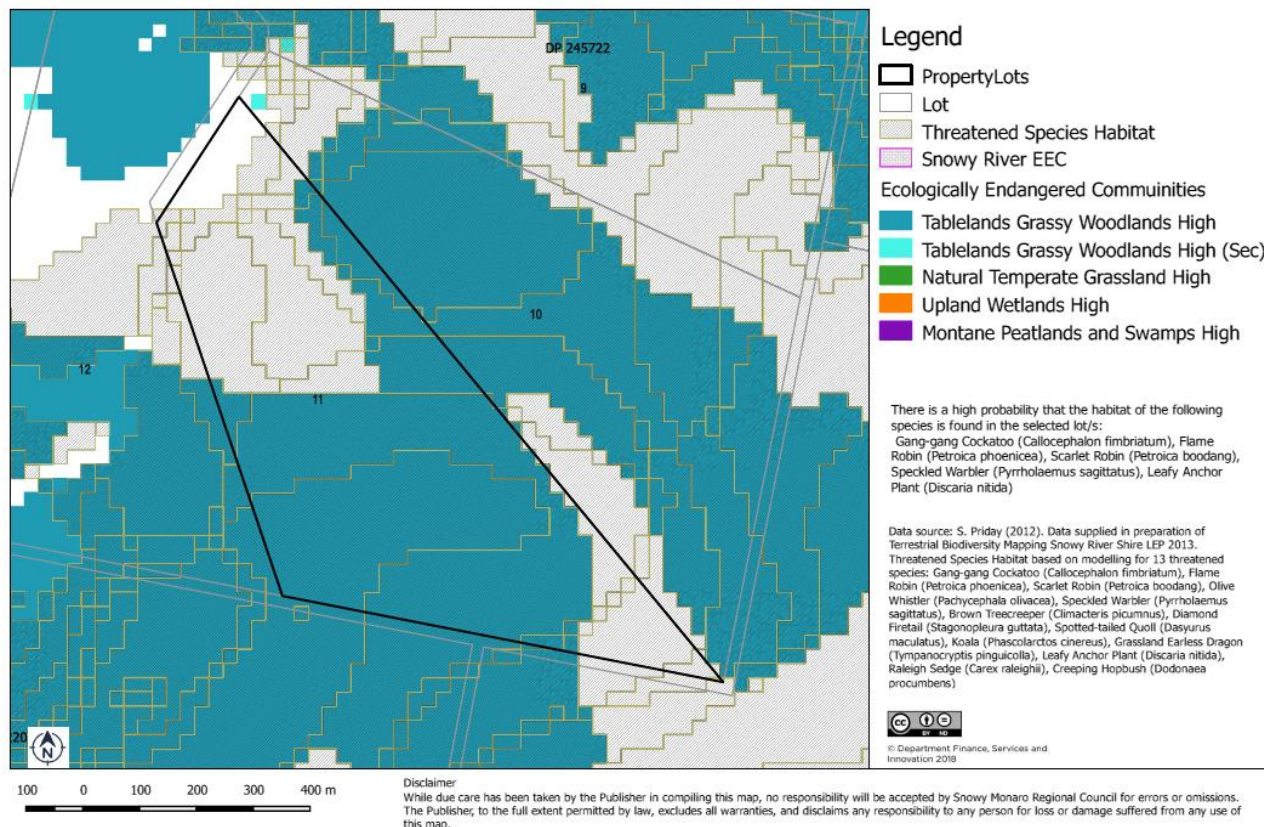 DP 245722
9
10
11
12
20
N
Legend
PropertyLots
Lot
Threatened Species Habitat
Snowy River EEC
Ecologically Endangered Commuinities
Tablelands Grassy Woodlands High
Tablelands Grassy Woodlands High (Sec)
Natural Temperate Grassland High
Upland Wetlands High
Montane Peatlands and Swamps High
There is a high probability that the habitat of the following
species is found in the selected lot/s:
Gang-gang Cockatoo (Callocephalon fimbriatum), Flame
Robin (Petroica phoenicea), Scarlet Robin (Petroica boodang),
Speckled Warbler (Pyrrholaemus sagittatus), Leafy Anchor
Plant (Discaria nitida)
Data source: S. Priday (2012). Data supplied in preparation of
Terrestrial Biodiversity Mapping Snowy River Shire LEP 2013.
Threatened Species Habitat based on modelling for 13 threatened
species: Gang-gang Cockatoo (Callocephalon fimbriatum), Flame
Robin (Petroica phoenicea), Scarlet Robin (Petroica boodang), Olive
Whistler (Pachycephala olivacea), Speckled Warbler (Pyrrholaemus
sagittatus), Brown Treecreeper (Climacteris picumnus), Diamond
Firetail (Stagonopleura guttata), Spotted-tailed Quoll (Dasyurus
maculatus), Koala (Phascolarctos cinereus), Grassland Earless Dragon
(Tympanocryptis pinguicolla), Leafy Anchor Plant (Discaria nitida),
Raleigh Sedge (Carex raleighii), Creeping Hopbush (Dodonaea
procumbens)
cc BY ND
© Department Finance, Services and
Innovation 2018
100 0 100 200 300 400 m
Disclaimer
While due care has been taken by the Publisher in compiling this map, no responsibility will be accepted by Snowy Monaro Regional Council for errors or omissions.
The Publisher, to the full extent permitted by law, excludes all warranties, and disclaims any responsibility to any person for loss or damage suffered from any use of
this map.